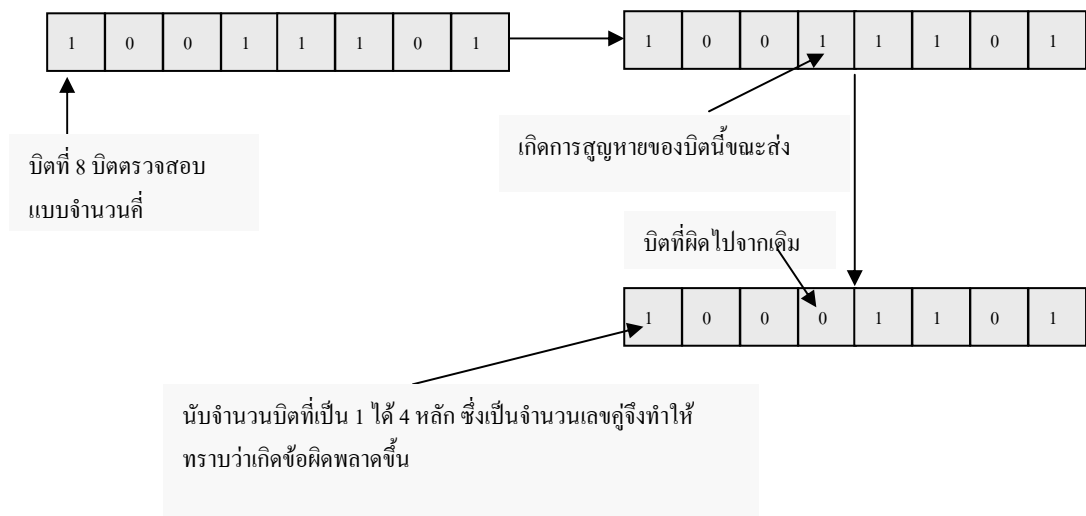 1 0 0 1 1 1 0 1
1 0 0 1 1 1 0 1
บิตที่ 8 บิตตรวจสอบ
แบบจำนวนคี่
เกิดการสูญหายของบิตนี้ขณะส่ง
บิตที่ผิดไปจากเดิม
1 0 0 0 1 1 0 1
นับจำนวนบิตที่เป็น 1 ได้ 4 หลัก ซึ่งเป็นจำนวนเลขคู่จึงทำให้
ทราบว่าเกิดข้อผิดพลาดขึ้น